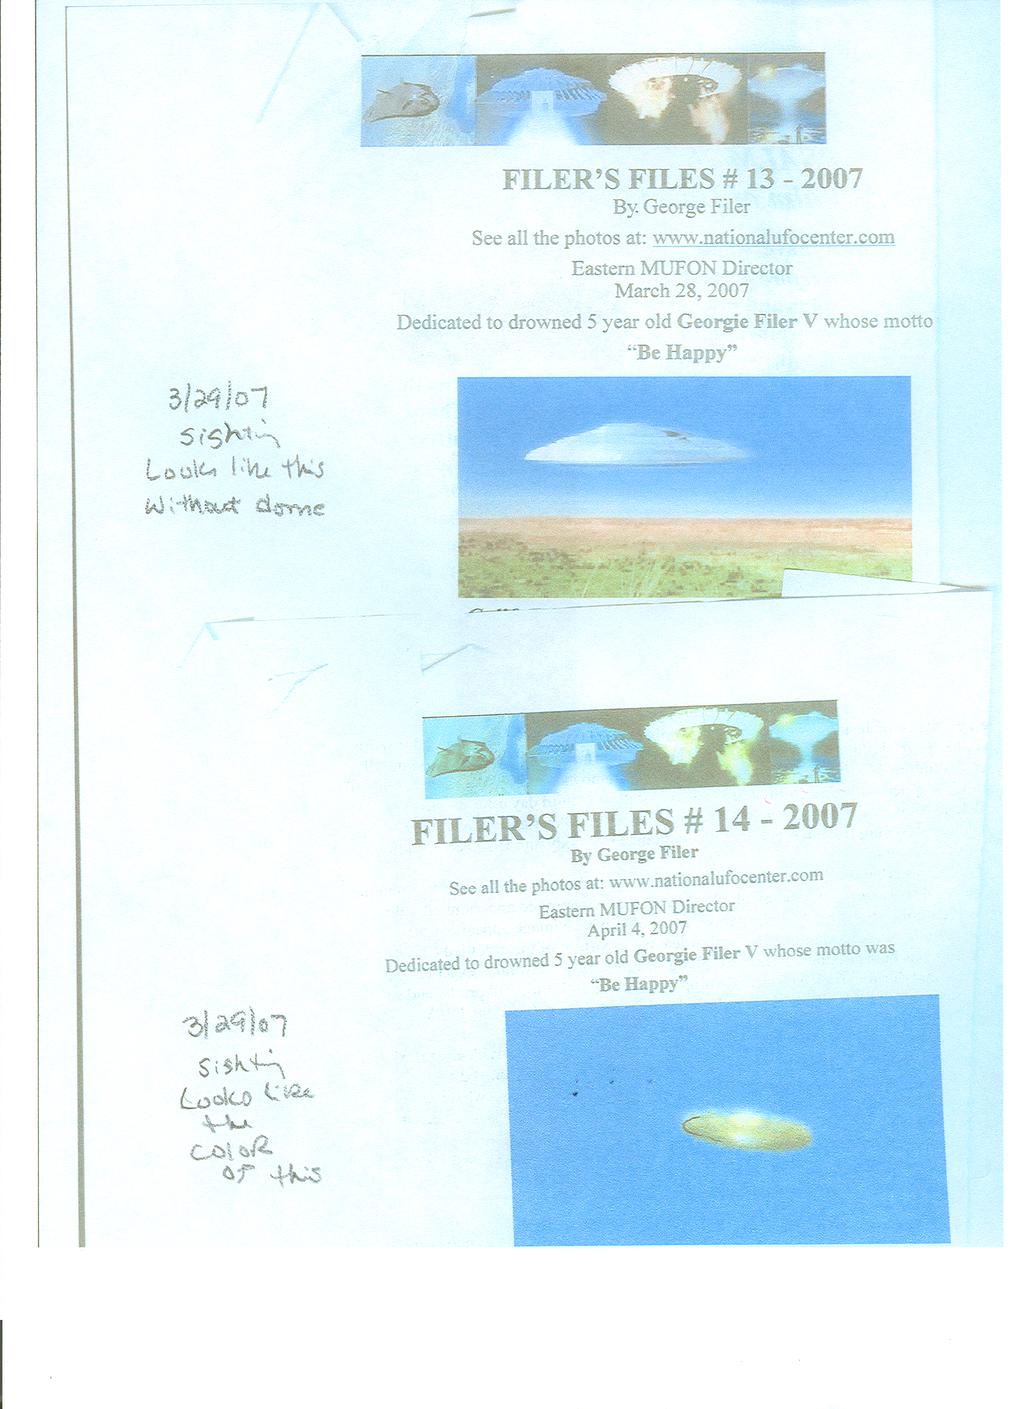 FILER'S FILES # 13 - 2007
By. George Filer
See all the photos at: www.nationalufocenter.com
Eastern MUFON Director
March 28, 2007
Dedicated to drowned 5 year old Georgie Filer V whose motto
"Be Happy"
3/29/07
Sighting
Looks like this
Without dome
FILER'S FILES # 14 - 2007
By George Filer
See all the photos at: www.nationalufocenter.com
Eastern MUFON Director
April 4, 2007
Dedicated to drowned 5 year old Georgie Filer V whose motto was
"Be Happy"
3/29/07
Sighting
Looks like
the
COLOR
OF this